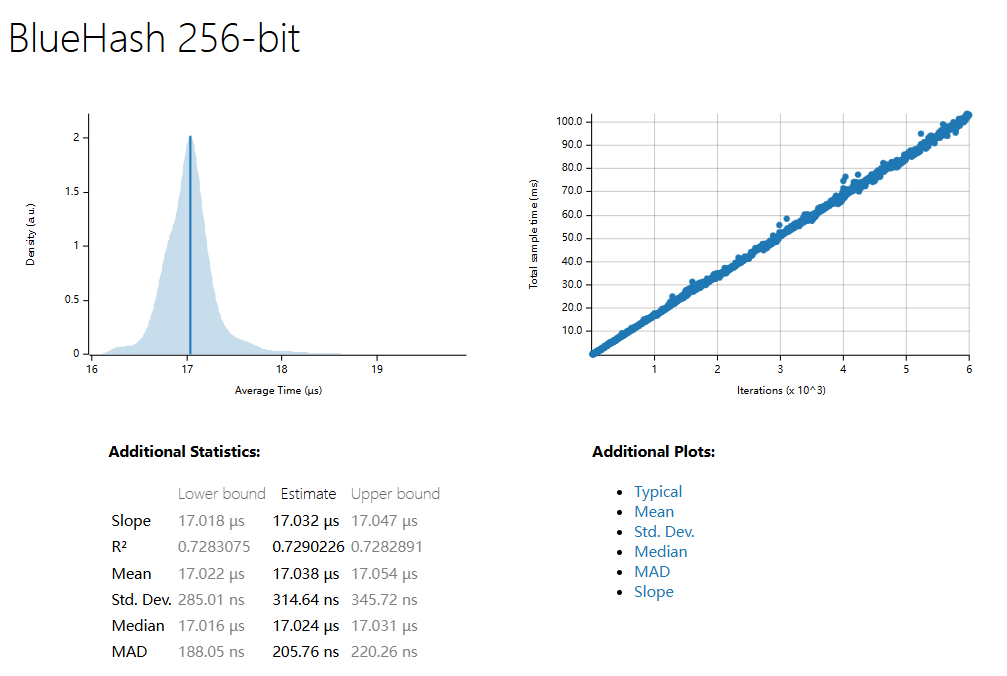 BlueHash 256-bit
Density (a.u.)
2
1.5
1
0.5
0
16 17 18 19
Average Time (µs)
Total sample time (ms)
100.0
90.0
80.0
70.0
60.0
50.0
40.0
30.0
20.0
10.0
1 2 3 4 5 6
Iterations (x 10^3)
Additional Statistics:
Lower bound Estimate Upper bound
Slope 17.018 µs 17.032 µs 17.047 µs
R² 0.7283075 0.7290226 0.7282891
Mean 17.022 µs 17.038 µs 17.054 µs
Std. Dev. 285.01 ns 314.64 ns 345.72 ns
Median 17.016 µs 17.024 µs 17.031 µs
MAD 188.05 ns 205.76 ns 220.26 ns
Additional Plots:
Typical
Mean
Std. Dev.
Median
MAD
Slope